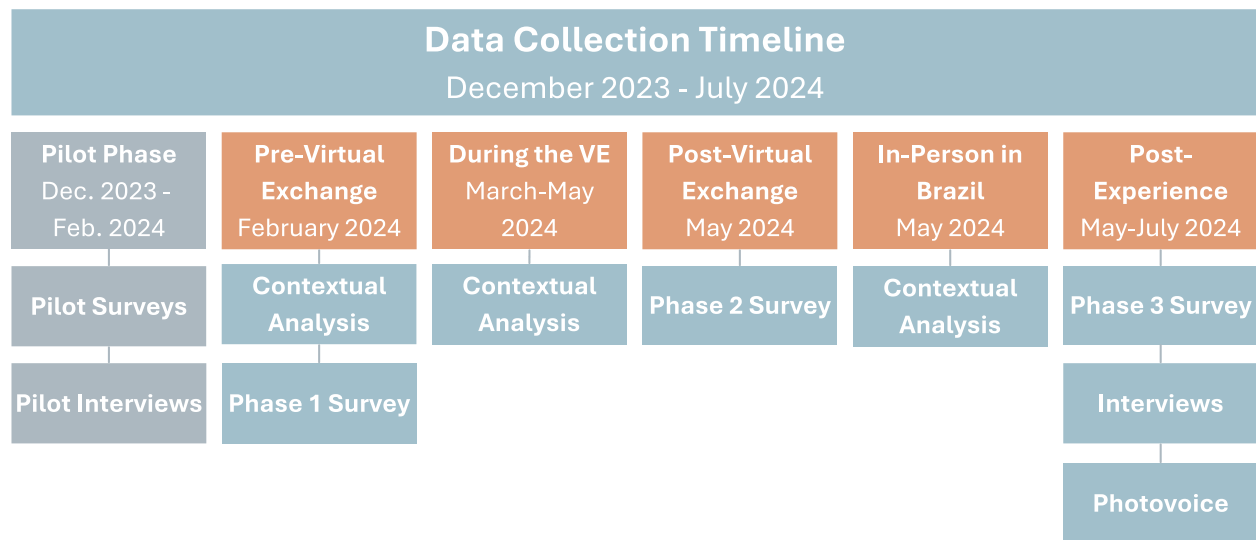 Data Collection Timeline
December 2023 - July 2024
Pilot Phase
Dec. 2023 -
Feb. 2024
Pilot Surveys
Pilot Interviews
Pre-Virtual
Exchange
February 2024
Contextual
Analysis
Phase 1 Survey
During the VE
March-May
2024
Contextual
Analysis
Post-Virtual
Exchange
May 2024
Phase 2 Survey
In-Person in
Brazil
May 2024
Contextual
Analysis
Post-
Experience
May-July 2024
Phase 3 Survey
Interviews
Photovoice